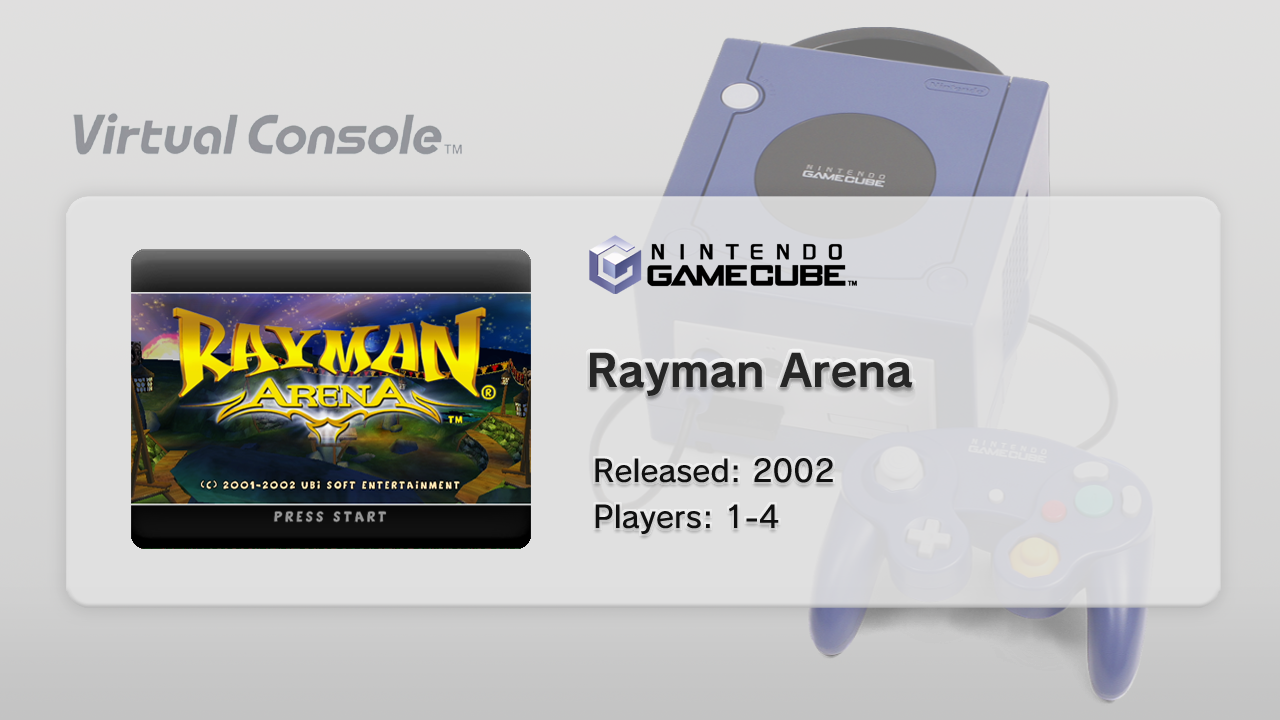 Nintendo
NINTENDO
GAMECUBE
Virtual Console™
NINTENDO
GAMECUBE™
RAYMAN
ARENA®
™
(C) 2001-2002 UBI SOFT ENTERTAINMENT
PRESS START
Rayman Arena
Released: 2002
Players: 1-4
NINTENDO
GAMECUBE